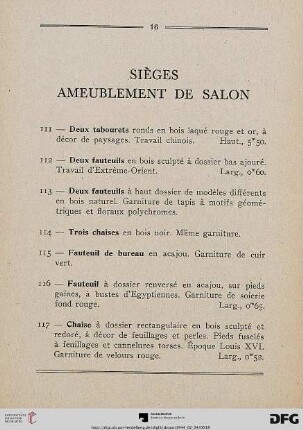 16
SIÈGES
AMEUBLEMENT DE SALON
111 — Deux tabourets ronds en bois laqué rouge et or, à
décor de paysages. Travail chinois. Haut.,
112 — Deux fauteuils en bois sculpté à dossier bas ajouré.
Travail d'Extrême-Orient. Larg., 0m60.
113 — Deux fauteuils à haut dossier de modèles différents
en bois naturel. Garniture de tapis à motifs géomé-
triques et floraux polychromes.
114 — Trois chaises en bois noir. Même garniture.
115 — Fauteuil de bureau en acajou. Garniture de cuir
vert.
116 — Fauteuil à dossier renversé en acajou, sur pieds
gaines, à bustes d'Egyptiennes. Garniture de soierie
fond rouge. Larg., 0m65.
117 — Chaise à dossier rectangulaire en bois sculpté et
redoré, à décor de feuillages et perles. Pieds fuselés
à feuillages et cannelures torses. Époque Louis XVI.
Garniture de velours rouge. Larg., 0m52.
UNIVERSITÄTS-
BIBLIOTHEK
HEIDELBERG
DFG